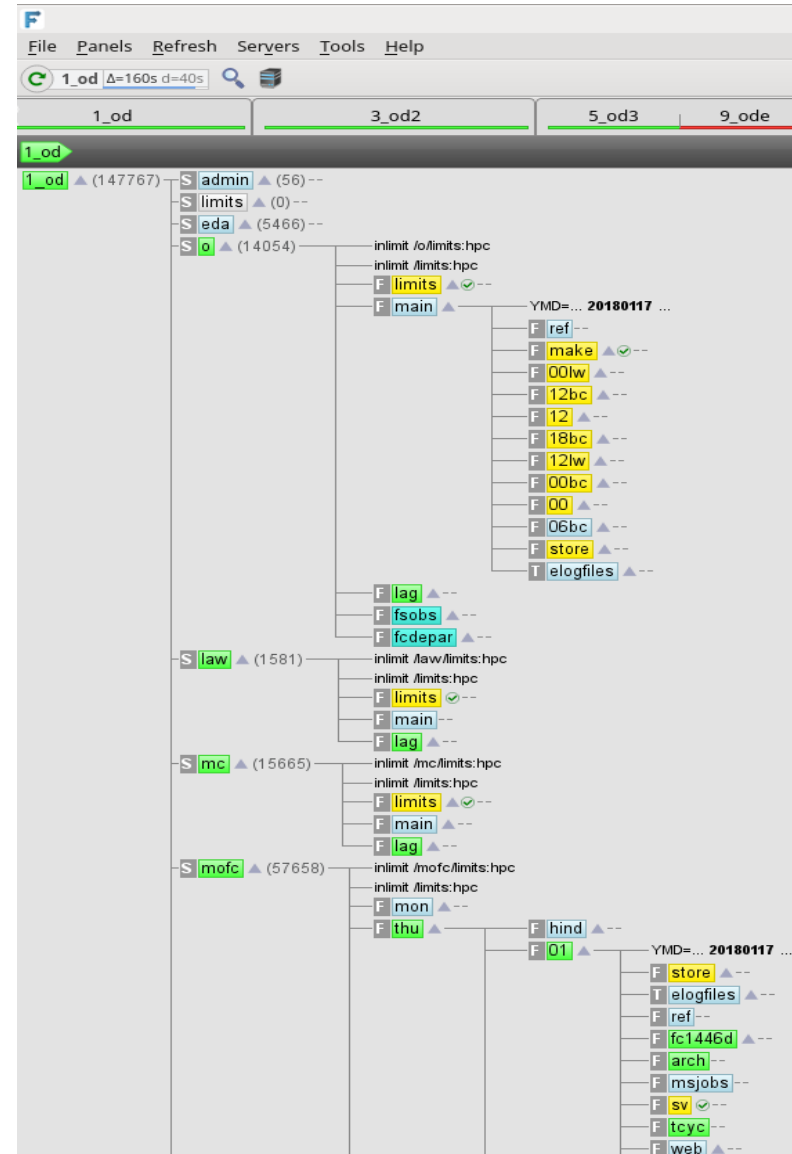 File Panels Refresh Servers Tools Help
1_od Δ=160s d=40s
1_od 3_od2 5_od3 9_ode
1_od
1_od (147767) S admin (56)--
S limits (0)--
S eda (5466)--
S o (14054) inlimit /o/limits:hpc
inlimit /limits:hpc
F limits --
F main YMD=... 20180117 ...
F ref--
F make --
F 00lw --
F 12bc --
F 12 --
F 18bc --
F 12lw --
F 00bc --
F 00 --
F 06bc --
F store --
T elogfiles --
F lag --
F fsobs --
F fcdepar --
S law (1581) inlimit /law/limits:hpc
inlimit /limits:hpc
F limits --
F main--
F lag --
S mc (15665) inlimit /mc/limits:hpc
inlimit /limits:hpc
F limits --
F main --
F lag --
S mofc (57658) inlimit /mofc/limits:hpc
inlimit /limits:hpc
F mon --
F thu F hind --
F 01 YMD=... 20180117 ...
F store --
T elogfiles --
F ref--
F fc1446d --
F arch--
F msjobs--
F sv --
F tcyc--
F web --